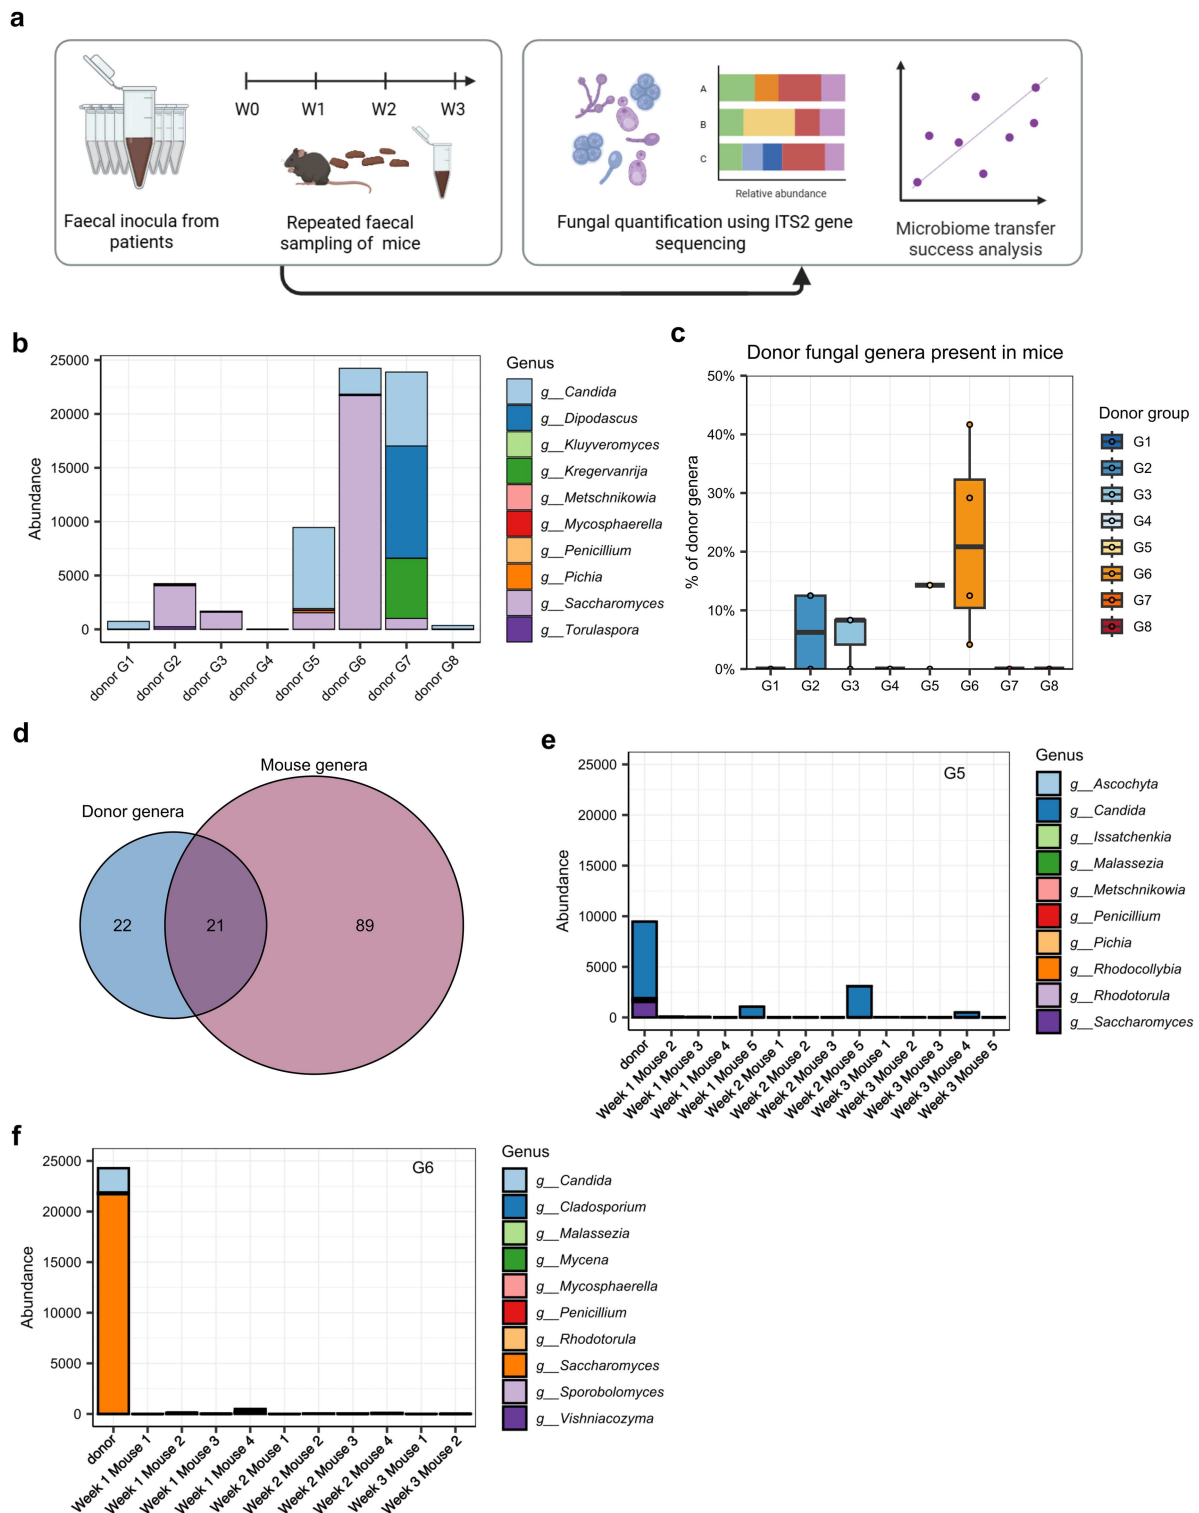 a
W0 W1 W2 W3
Faecal inocula from
patients
Repeated faecal
sampling of mice
A
B
C
Relative abundance
Fungal quantification using ITS2 gene
sequencing
Microbiome transfer
success analysis
b
Abundance
25000
20000
15000
10000
5000
0
donor G1
donor G2
donor G3
donor G4
donor G5
donor G6
donor G7
donor G8
Genus
g__Candida
g__Dipodascus
g__Kluyveromyces
g__Kregervanrija
g__Metschnikowia
g__Mycosphaerella
g__Penicillium
g__Pichia
g__Saccharomyces
g__Torulaspora
c
Donor fungal genera present in mice
% of donor genera
50%
40%
30%
20%
10%
0%
G1 G2 G3 G4 G5 G6 G7 G8
Donor group
G1
G2
G3
G4
G5
G6
G7
G8
d
Donor genera
Mouse genera
22 21 89
e
G5
Abundance
25000
20000
15000
10000
5000
0
donor
Week 1 Mouse 2
Week 1 Mouse 3
Week 1 Mouse 4
Week 1 Mouse 5
Week 2 Mouse 1
Week 2 Mouse 2
Week 2 Mouse 3
Week 2 Mouse 5
Week 3 Mouse 1
Week 3 Mouse 2
Week 3 Mouse 3
Week 3 Mouse 4
Week 3 Mouse 5
Genus
g__Ascochyta
g__Candida
g__Issatchenkia
g__Malassezia
g__Metschnikowia
g__Penicillium
g__Pichia
g__Rhodocollybia
g__Rhodotorula
g__Saccharomyces
f
G6
Abundance
25000
20000
15000
10000
5000
0
donor
Week 1 Mouse 1
Week 1 Mouse 2
Week 1 Mouse 3
Week 1 Mouse 4
Week 2 Mouse 1
Week 2 Mouse 2
Week 2 Mouse 3
Week 2 Mouse 4
Week 3 Mouse 1
Week 3 Mouse 2
Genus
g__Candida
g__Cladosporium
g__Malassezia
g__Mycena
g__Mycosphaerella
g__Penicillium
g__Rhodotorula
g__Saccharomyces
g__Sporobolomyces
g__Vishniacozyma